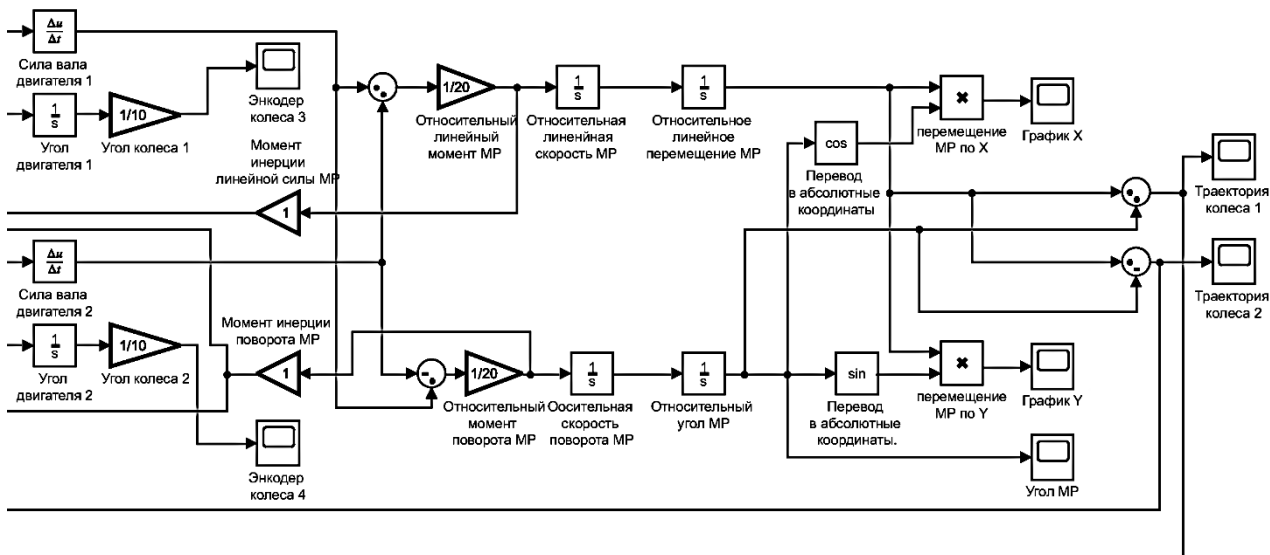 Δu
Δt
Сила вала
двигателя 1
1
s
Угол
двигателя 1
1/10
Угол колеса 1
Энкодер
колеса 3
Момент
инерции
линейной силы МР
1
1/20
Относительный
линейный
момент МР
1
s
Относительная
линенйная
скорость МР
1
s
Относительное
линейное
перемещение МР
cos
Перевод
в абсолютные
координаты
×
перемещение
МР по X
График X
Траектория
колеса 1
Траектория
колеса 2
Δu
Δt
Сила вала
двигателя 2
1
s
Угол
двигателя 2
1/10
Угол колеса 2
Момент инерции
поворота МР
1
Энкодер
колеса 4
-
1/20
Относительный
момент
поворота МР
1
s
Оосительная
скорость
поворота МР
1
s
Относительный
угол МР
sin
Перевод
в абсолютные
координаты.
-
×
перемещение
МР по Y
График Y
Угол МР